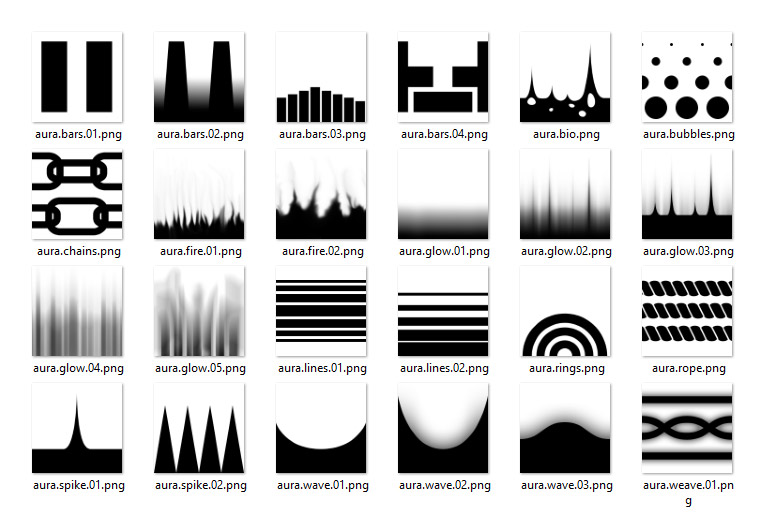 aura.bars.01.png
aura.bars.02.png
aura.bars.03.png
aura.bars.04.png
aura.bio.png
aura.bubbles.png
aura.chains.png
aura.fire.01.png
aura.fire.02.png
aura.glow.01.png
aura.glow.02.png
aura.glow.03.png
aura.glow.04.png
aura.glow.05.png
aura.lines.01.png
aura.lines.02.png
aura.rings.png
aura.rope.png
aura.spike.01.png
aura.spike.02.png
aura.wave.01.png
aura.wave.02.png
aura.wave.03.png
aura.weave.01.pn
g